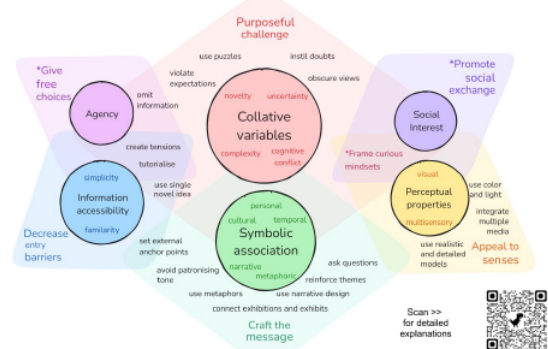 Purposeful
challenge
use puzzles
instil doubts
violate
expectations
obscure views
*Give
free
choices
omit
information
Agency
novelty
uncertainty
Collative
variables
complexity
cognitive
conflict
*Promote
social
exchange
Social
Interest
create tensions
tutorialise
*Frame curious
mindsets
simplicity
Information
accessibility
familarity
use single
novel idea
visual
Perceptual
properties
multisensory
use color
and light
integrate
multiple
media
personal
cultural
temporal
Symbolic
association
narrative
metaphoric
Decrease
entry
barriers
set external
anchor points
use realistic
and detailed
models
Appeal to
senses
avoid patronising
tone
ask questions
reinforce themes
use metaphors
use narrative design
connect exhibitions and exhibits
Craft the
message
Scan >>
for detailed
explanations